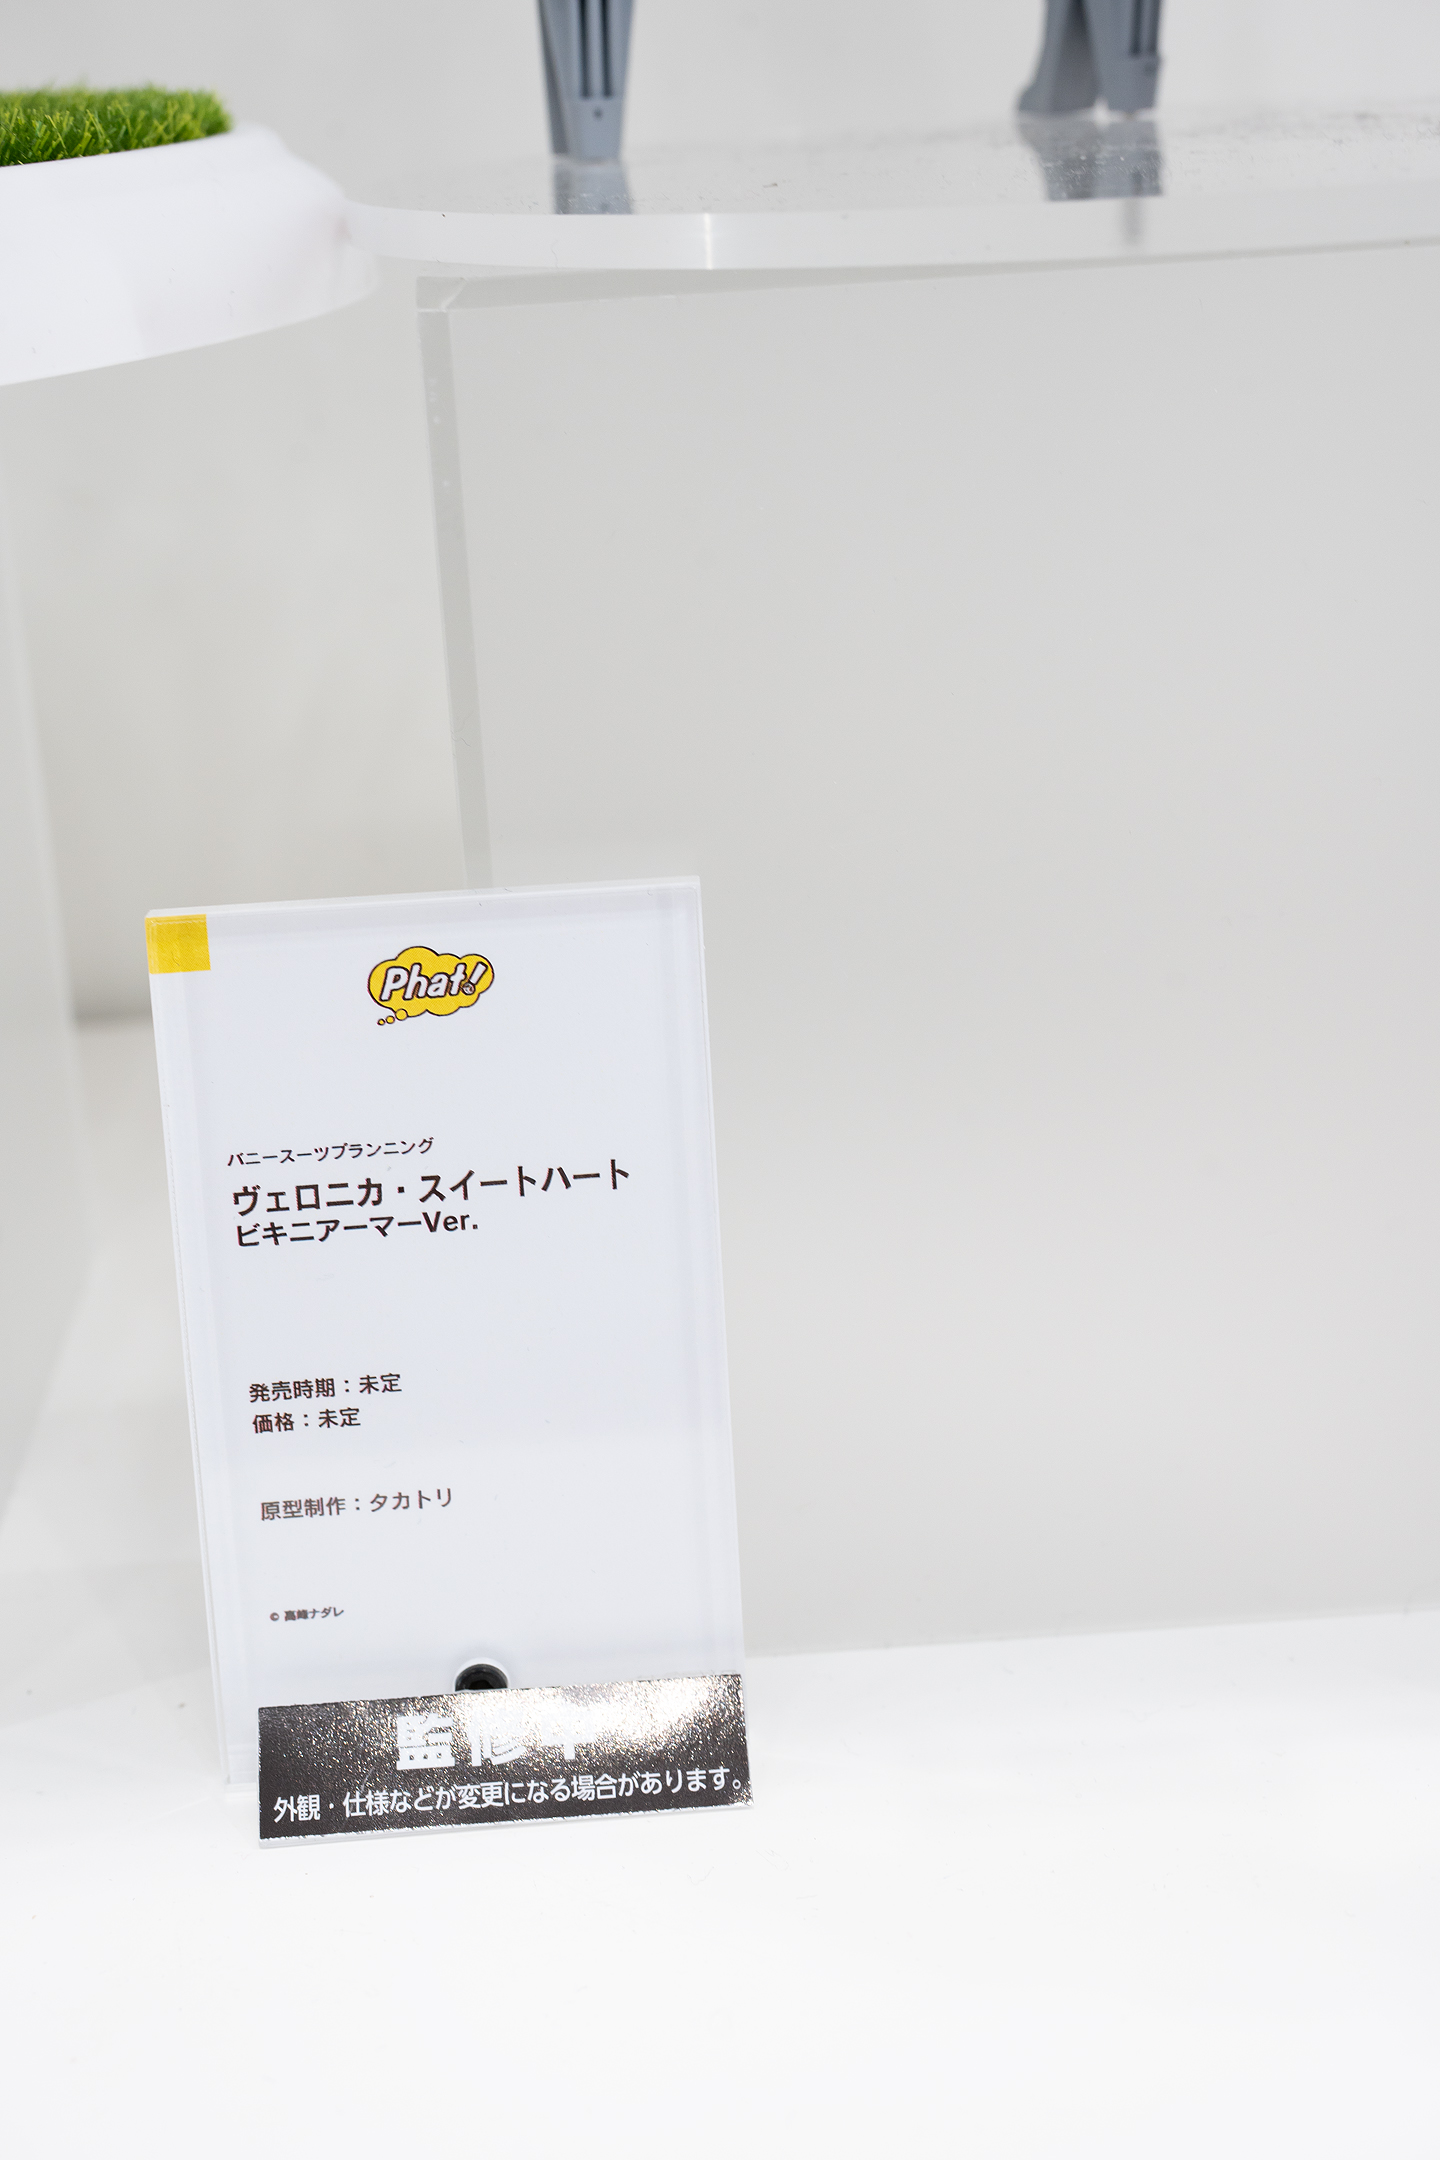 Phat!
バニースーツプランニング
ヴェロニカ・スイートハート
ビキニアーマーVer.
発売時期：未定
価格：未定
原型制作：タカトリ
© 高峰ナダレ
監修中
外観・仕様などが変更になる場合があります。